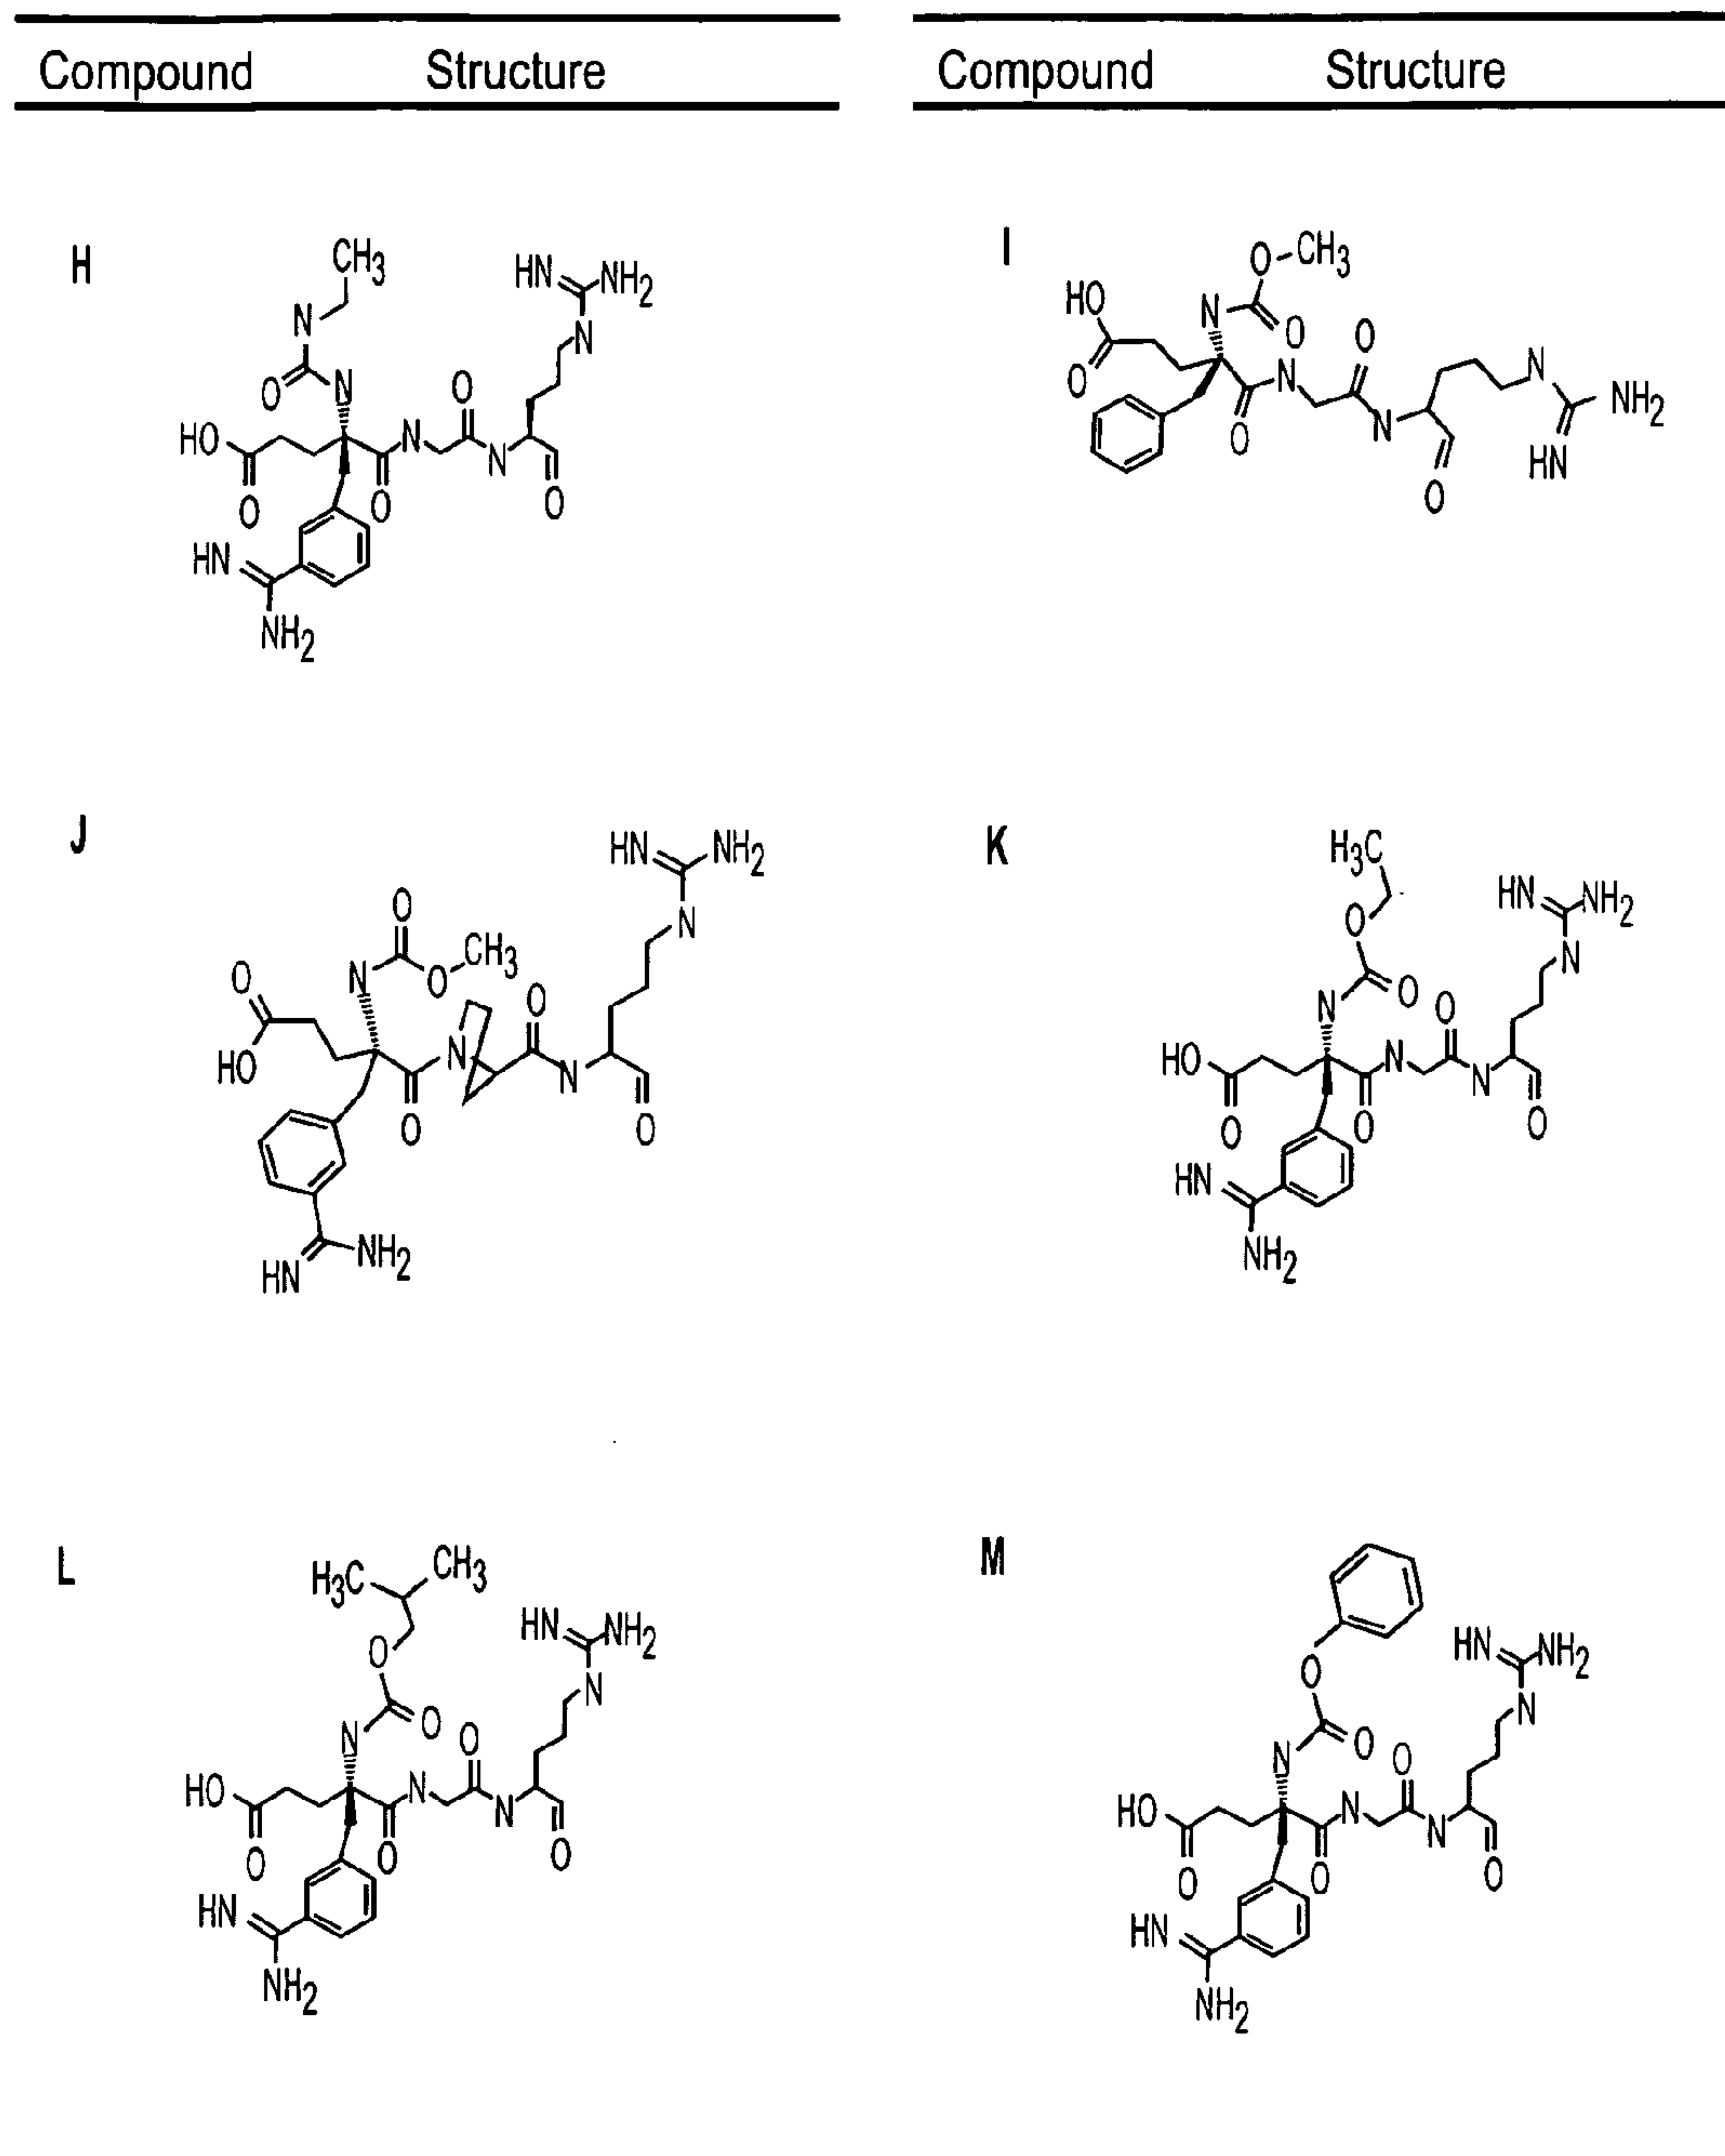 Compound Structure Compound Structure
H
CH3
HN NH2
N
N
O N
O
HO N
N
O O O
HN
NH2
I
O CH3
HO
N
O O
O
N
N NH2
N
O
HN
O
J
HN NH2
O
N
CH3
N O
O
O
N
HO N
O O
NH2
HN
K
H3C
HN NH2
O
N
O
N O
HO N
N
O O O
HN
NH2
L
H3C CH3
HN NH2
O
N
O
N O
HO N
N
O O O
HN
NH2
M
HN NH2
O
N
O
N O
HO N
N
O O O
HN
NH2